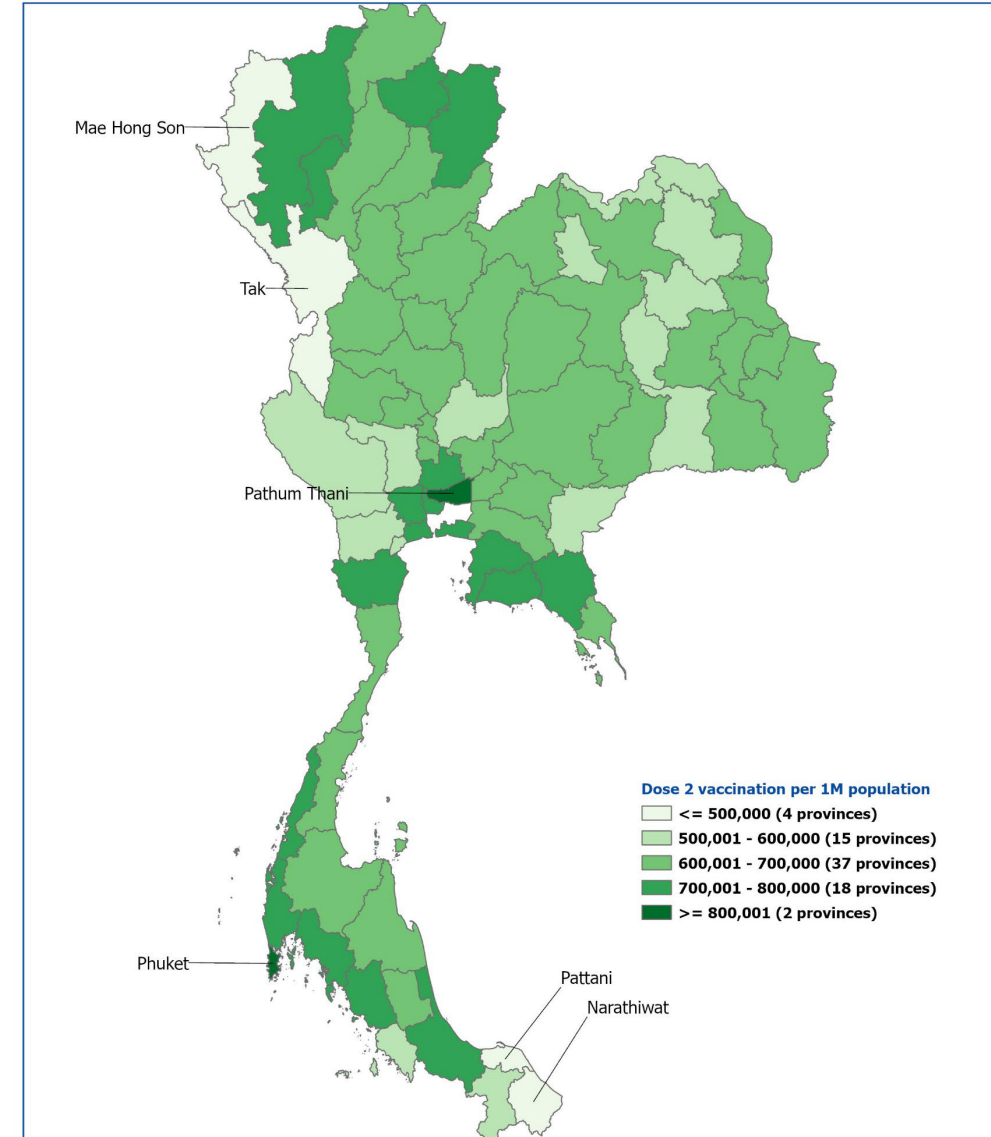 Mae Hong Son
Tak
Pathum Thani
Dose 2 vaccination per 1M population
<= 500,000 (4 provinces)
500,001 - 600,000 (15 provinces)
600,001 - 700,000 (37 provinces)
700,001 - 800,000 (18 provinces)
>= 800,001 (2 provinces)
Phuket
Pattani
Narathiwat